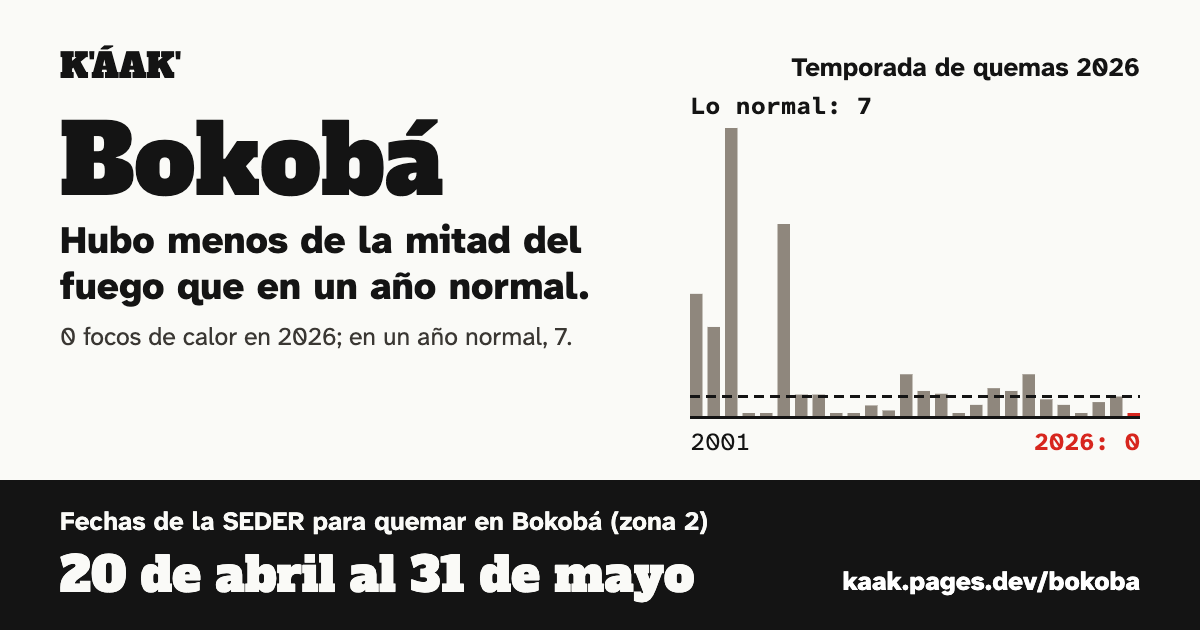 K'ÁAK'
Bokobá
Hubo menos de la mitad del
fuego que en un año normal.
0 focos de calor en 2026; en un año normal, 7.
Temporada de quemas 2026
Lo normal: 7
2001
2026: 0
Fechas de la SEDER para quemar en Bokobá (zona 2)
20 de abril al 31 de mayo
kaak.pages.dev/bokoba